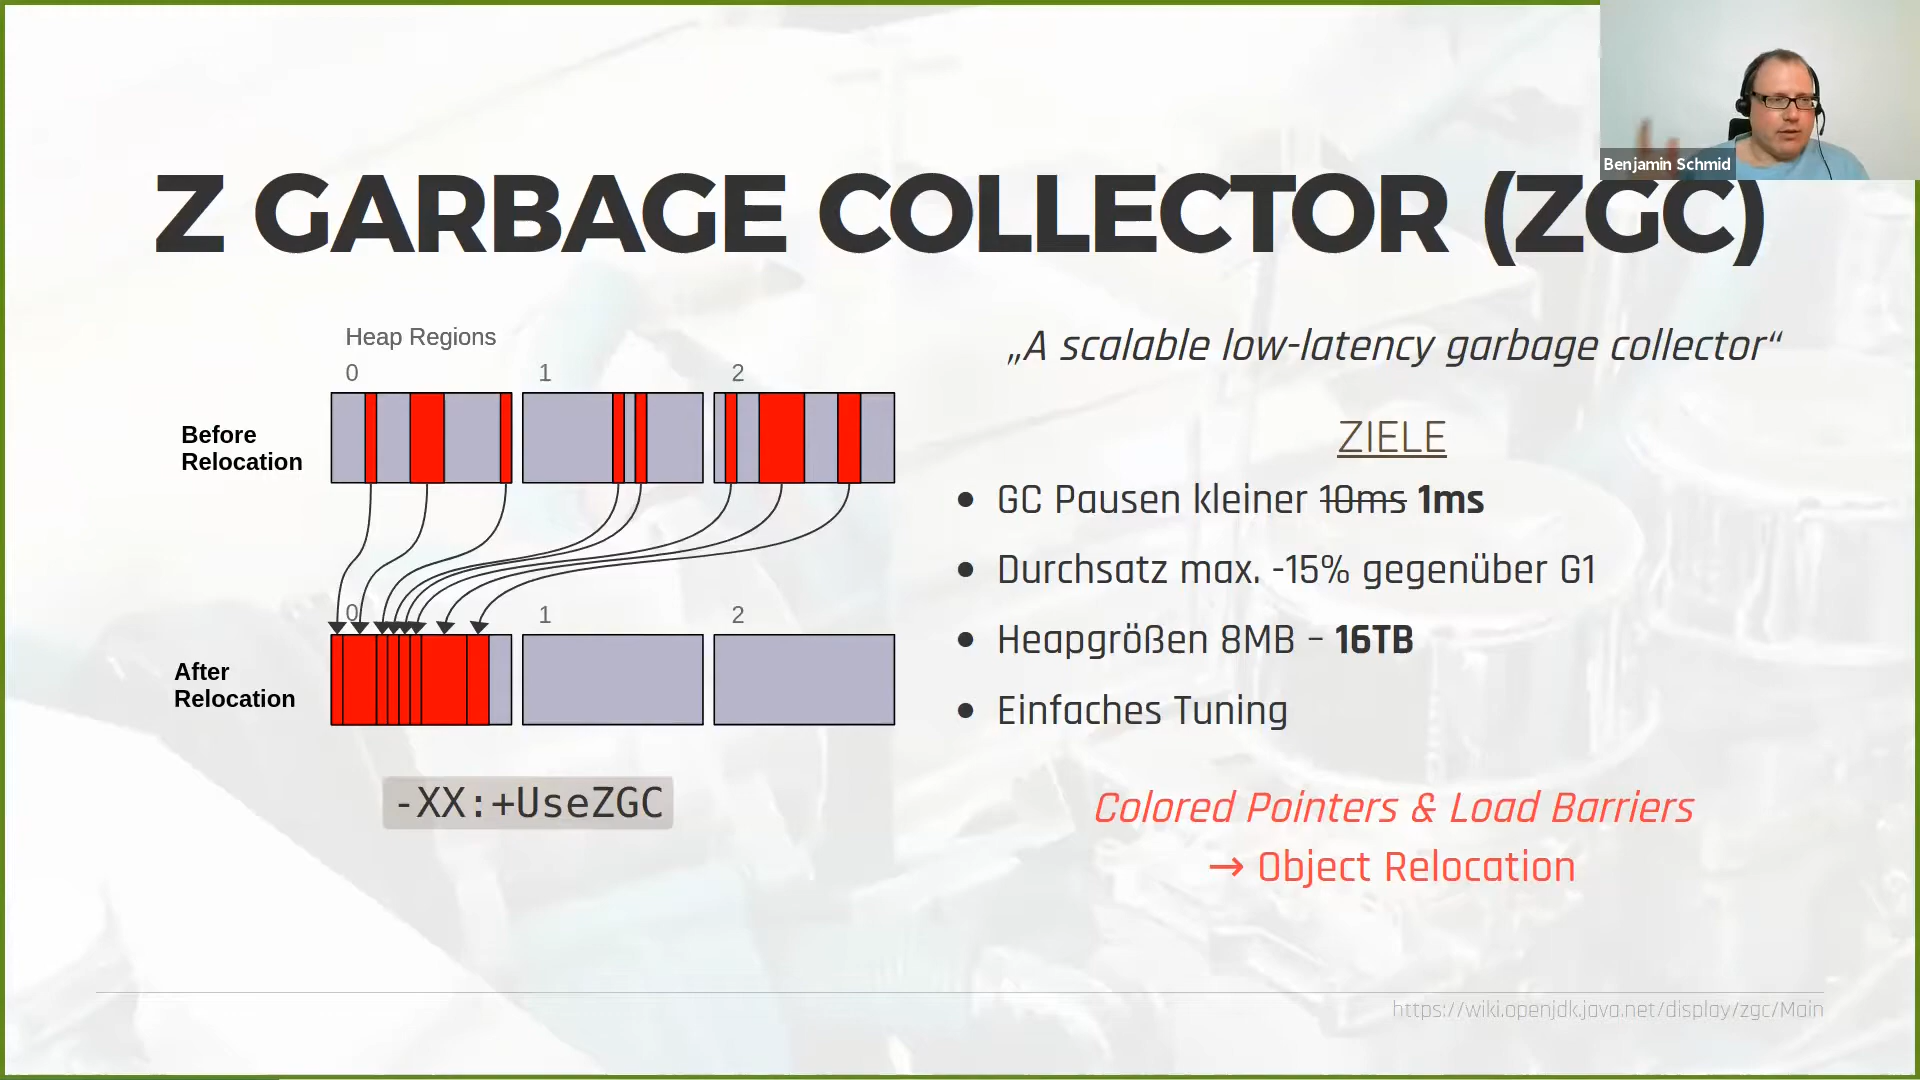 Benjamin Schmid
Z GARBAGE COLLECTOR (ZGC)
Heap Regions
0 1 2
Before
Relocation
0 1 2
After
Relocation
-XX:+UseZGC
„A scalable low-latency garbage collector“
ZIELE
• GC Pausen kleiner 10ms 1ms
• Durchsatz max. -15% gegenüber G1
• Heapgrößen 8MB – 16TB
• Einfaches Tuning
Colored Pointers & Load Barriers
→ Object Relocation
https://wiki.openjdk.java.net/display/zgc/Main